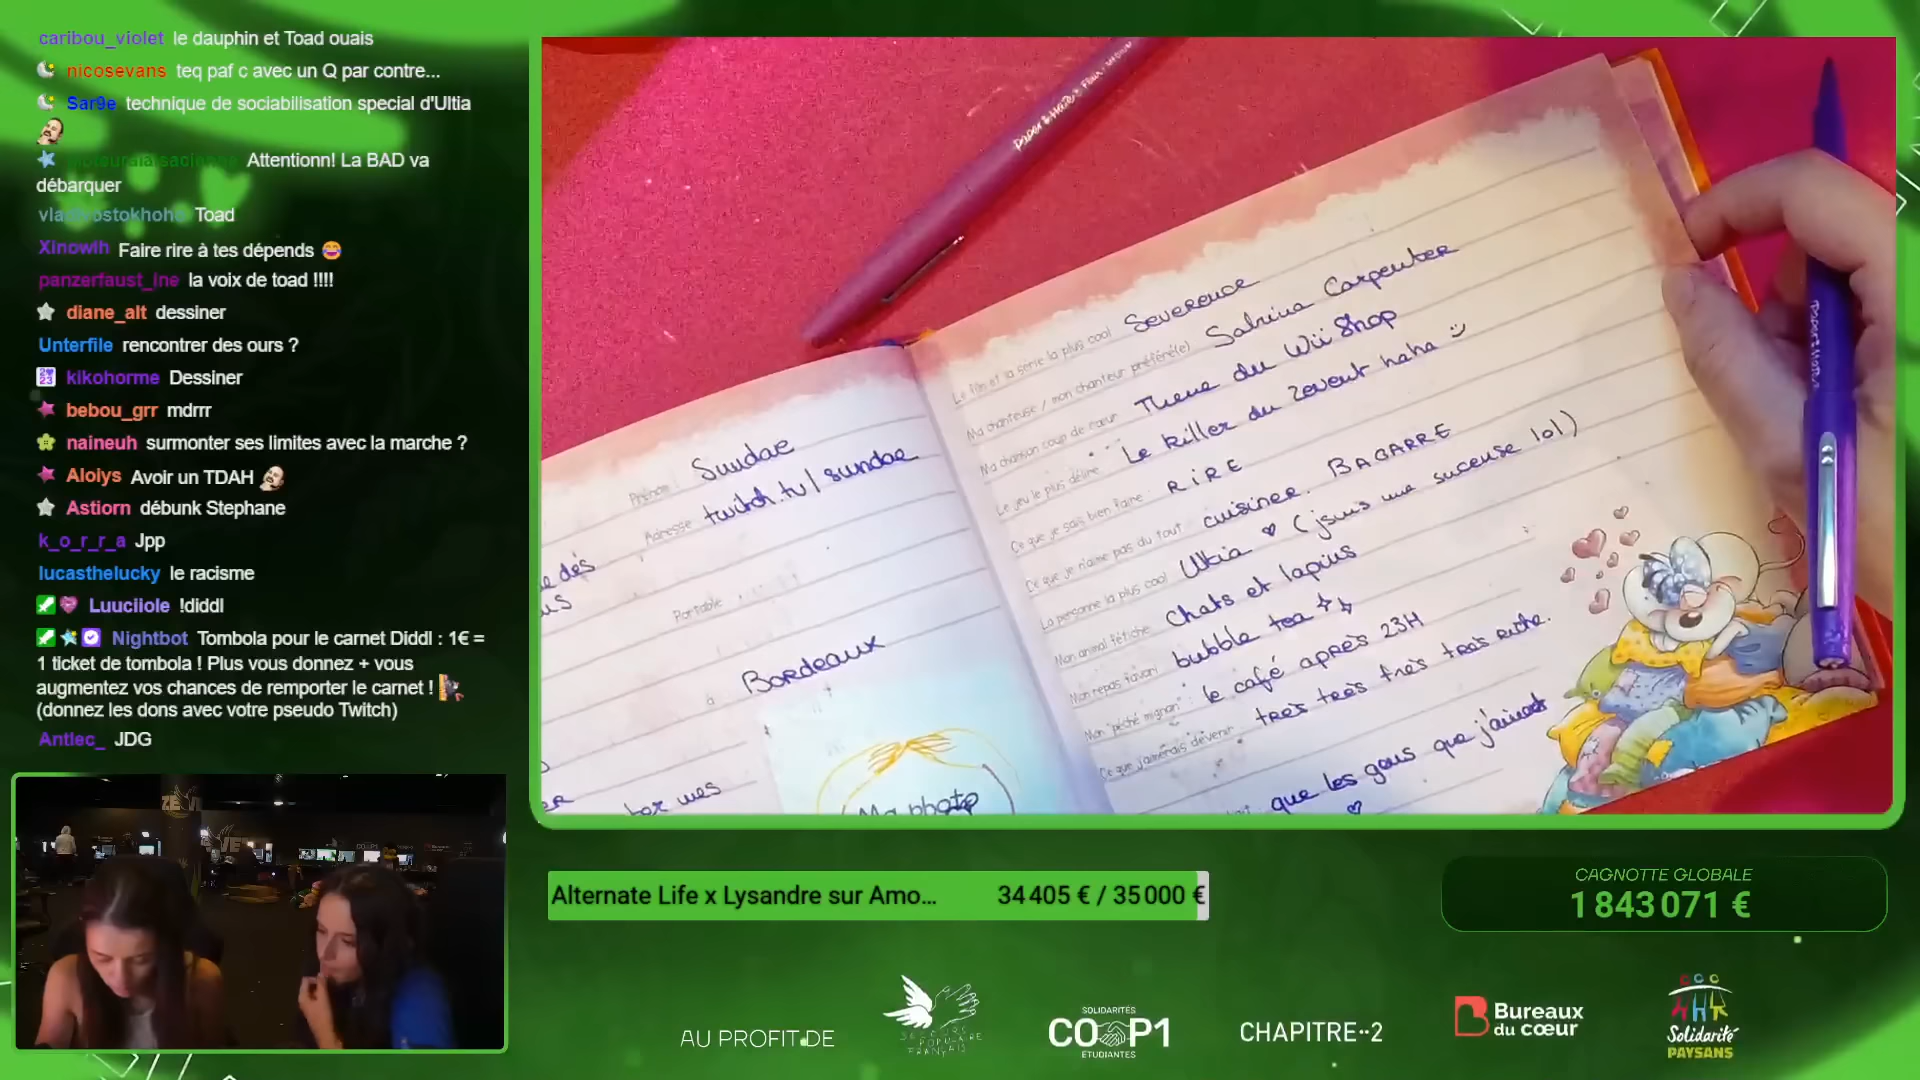 caribou_violet le dauphin et Toad ouais
nicosevans teq paf c avec un Q par contre...
Sar9e technique de sociabilisation special d'Ultia
Attentionn! La BAD va
débarquer
Toad
Xinowlh Faire rire à tes dépends
panzerfaust_ine la voix de toad !!!!
diane_alt dessiner
Unterfile rencontrer des ours ?
kikohorme Dessiner
bebou_grr mdrrr
naineuh surmonter ses limites avec la marche ?
Alolys Avoir un TDAH
Astiorn débunk Stephane
k_o_r_r_a Jpp
lucasthelucky le racisme
Luuciiole !diddl
Nightbot Tombola pour le carnet Diddl : 1€ =
1 ticket de tombola ! Plus vous donnez + vous
augmentez vos chances de remporter le carnet !
(donnez les dons avec votre pseudo Twitch)
Antlec_ JDG
Prénom : Sundae
Adresse twitch.tv/sundae
Portable
à Bordeaux
Ma photo
Le film et la série la plus cool Severence
Ma chanteuse / mon chanteur préféré(e) Sabrina Carpenter
Ma chanson coup de cœur Theme du Wii Shop
Le jeu le plus délire Le killer du Zevent haha :)
Ce que je sais bien faire RIRE
Ce que je n'aime pas du tout cuisiner. BAGARRE
La personne la plus cool Ultia ♥ (jsuis une suceuse lol)
Mon animal fétiche chats et lapins
Mon repas favori bubble tea
Mon "péché mignon" le café après 23H
Ce que j'aimerais devenir très très très très riche.
que les gens que j'aiment
Alternate Life x Lysandre sur Amo... 34 405 € / 35 000 €
CAGNOTTE GLOBALE
1 843 071 €
AU PROFIT DE
SECOURS POPULAIRE FRANÇAIS
SOLIDARITÉS
CO P1
ÉTUDIANTES
CHAPITRE··2
Bureaux
du cœur
Solidarité
PAYSANS